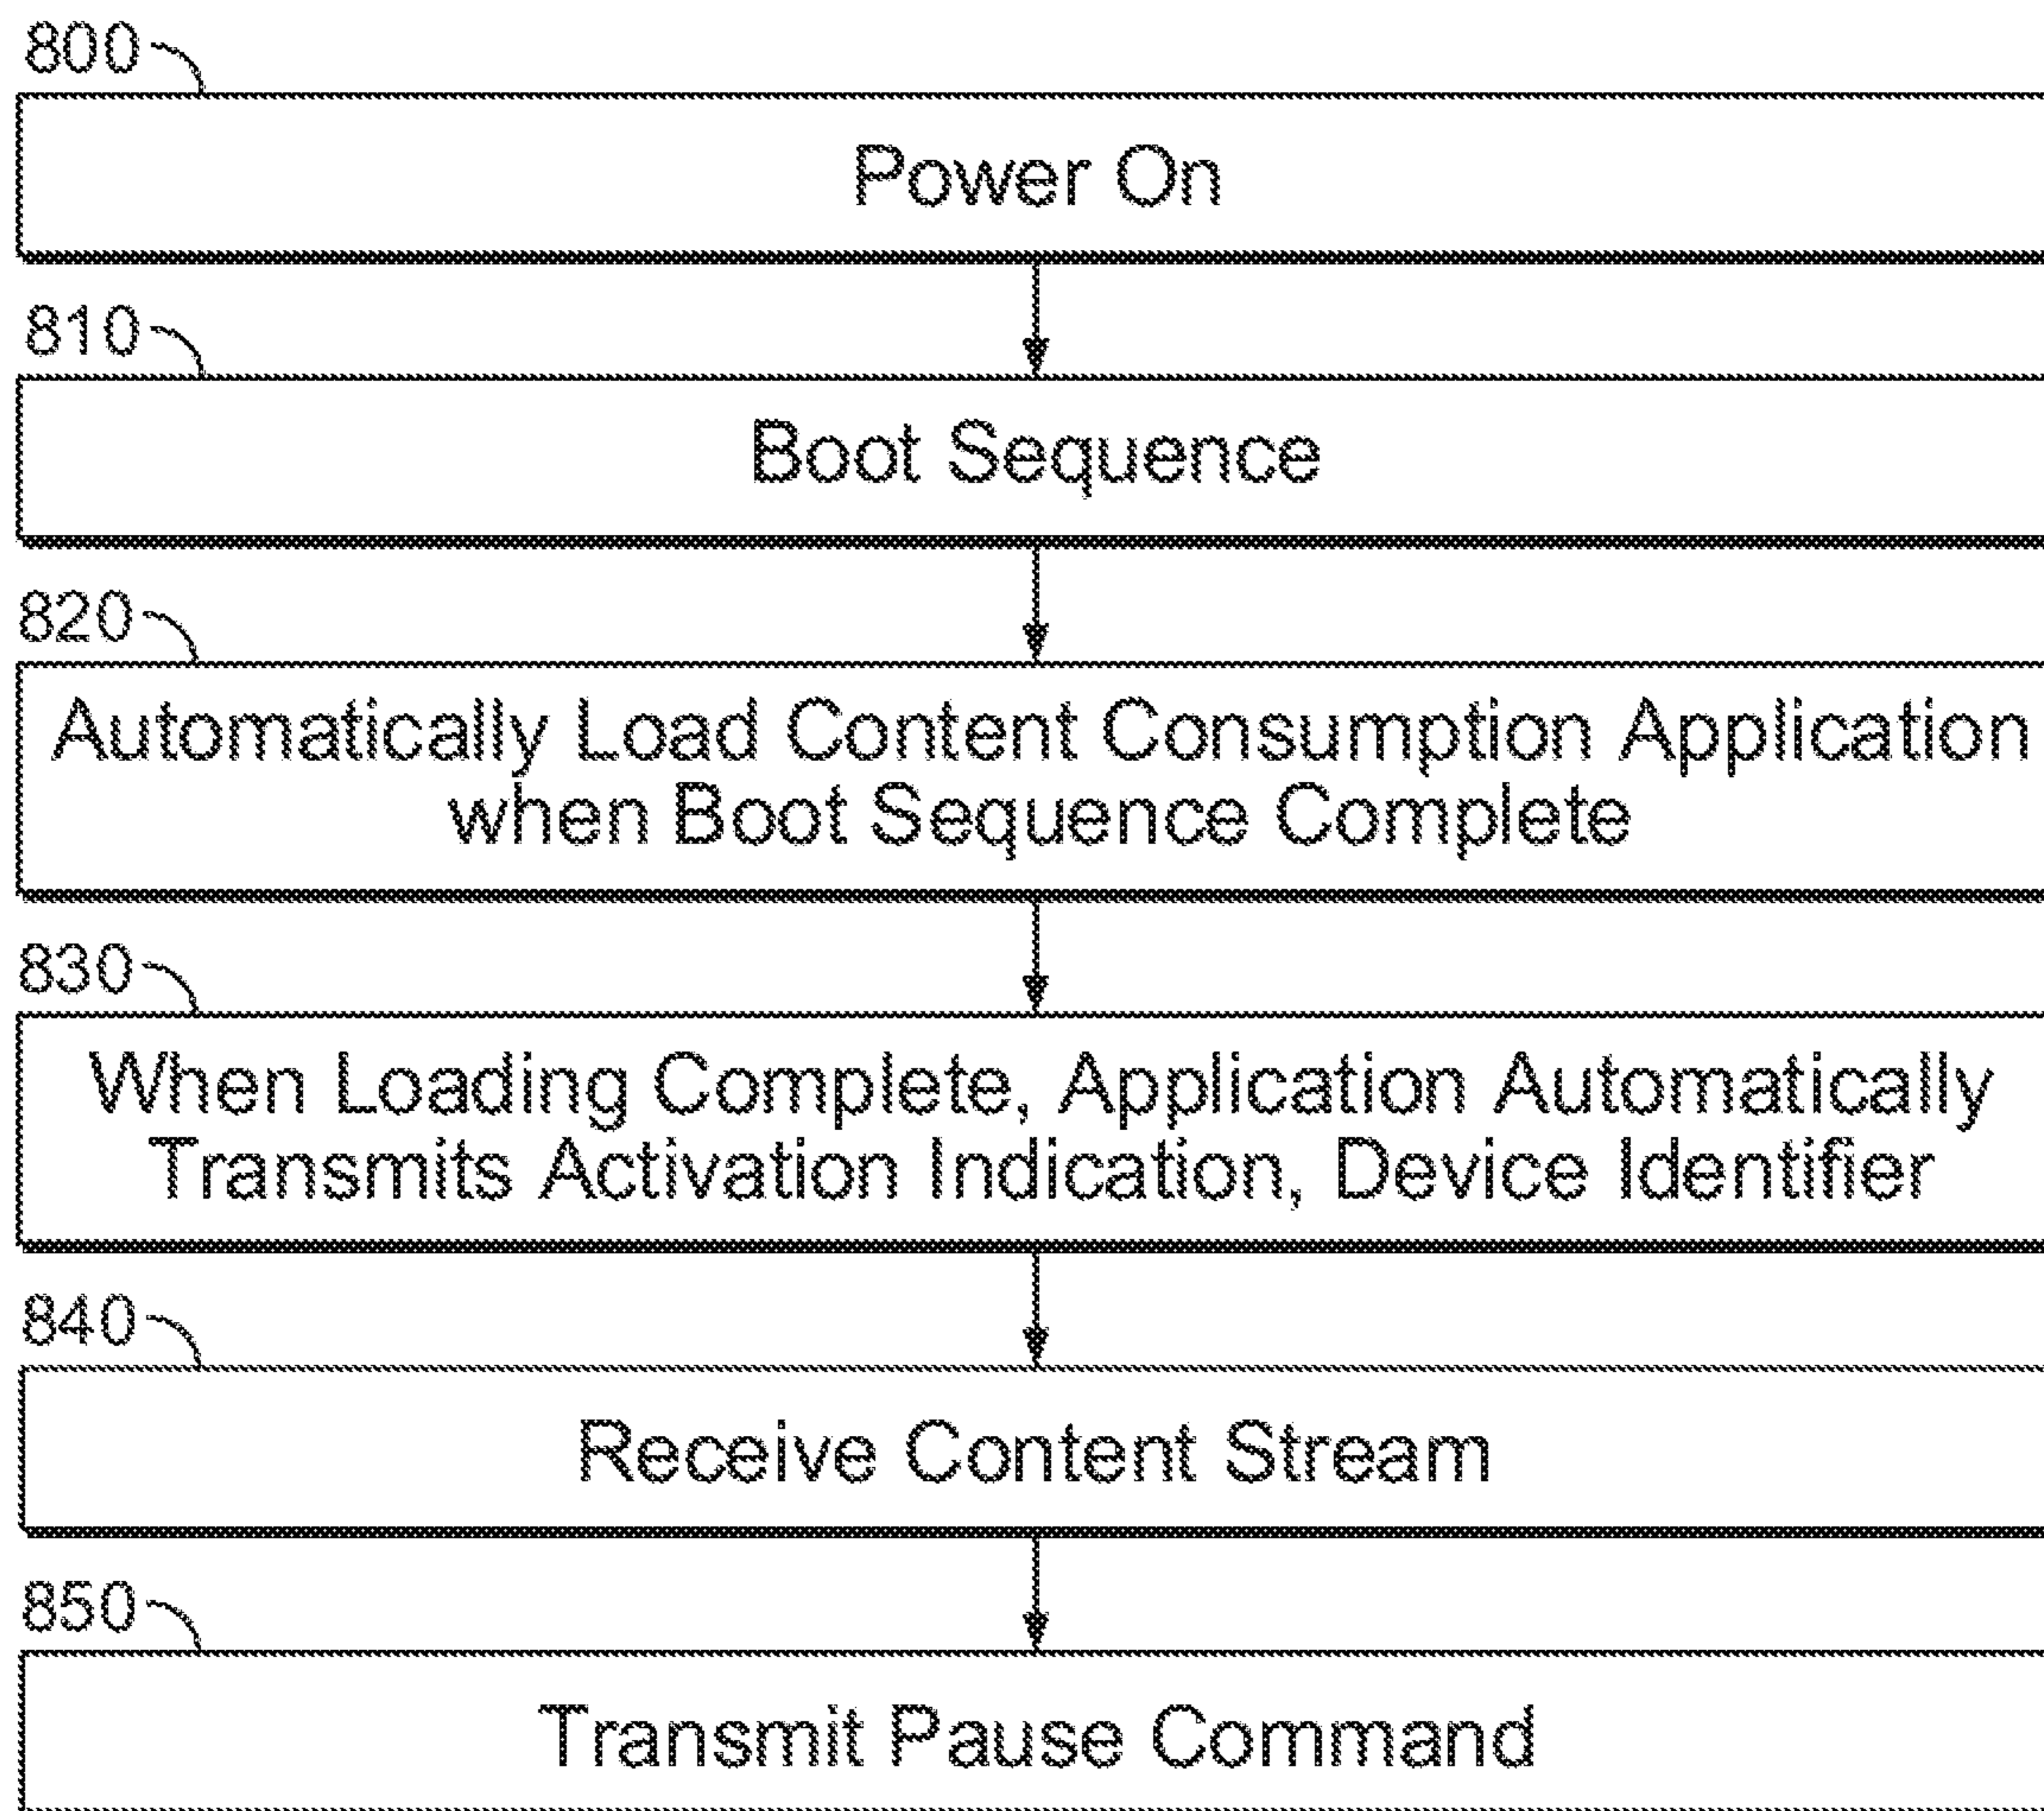 800
Power On
810
Boot Sequence
820
Automatically Load Content Consumption Application
when Boot Sequence Complete
830
When Loading Complete, Application Automatically
Transmits Activation Indication, Device Identifier
840
Receive Content Stream
850
Transmit Pause Command